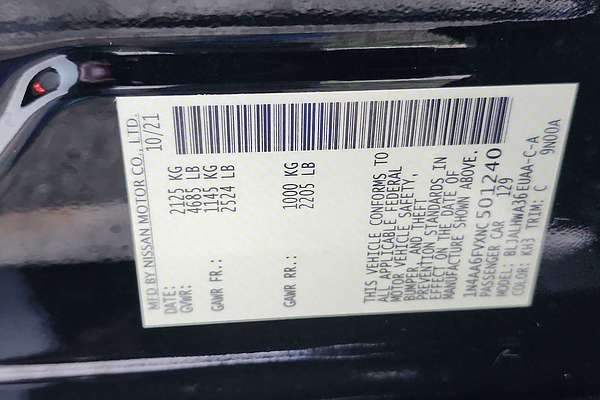 MFD BY NISSAN MOTOR CO., LTD.
DATE: 10/21
GVWR: 2125 KG
4685 LB
GAWR FR.: 1145 KG
2524 LB
GAWR RR.: 1000 KG
2205 LB
THIS VEHICLE CONFORMS TO
ALL APPLICABLE FEDERAL
MOTOR VEHICLE SAFETY,
BUMPER, AND THEFT
PREVENTION STANDARDS IN
EFFECT ON THE DATE OF
MANUFACTURE SHOWN ABOVE.
1N4AA6FVXNC501240
PASSENGER CAR 129
MODEL: BLJALHWA36EUAA-C-A
COLOR: KH3 TRIM: C 9N00A